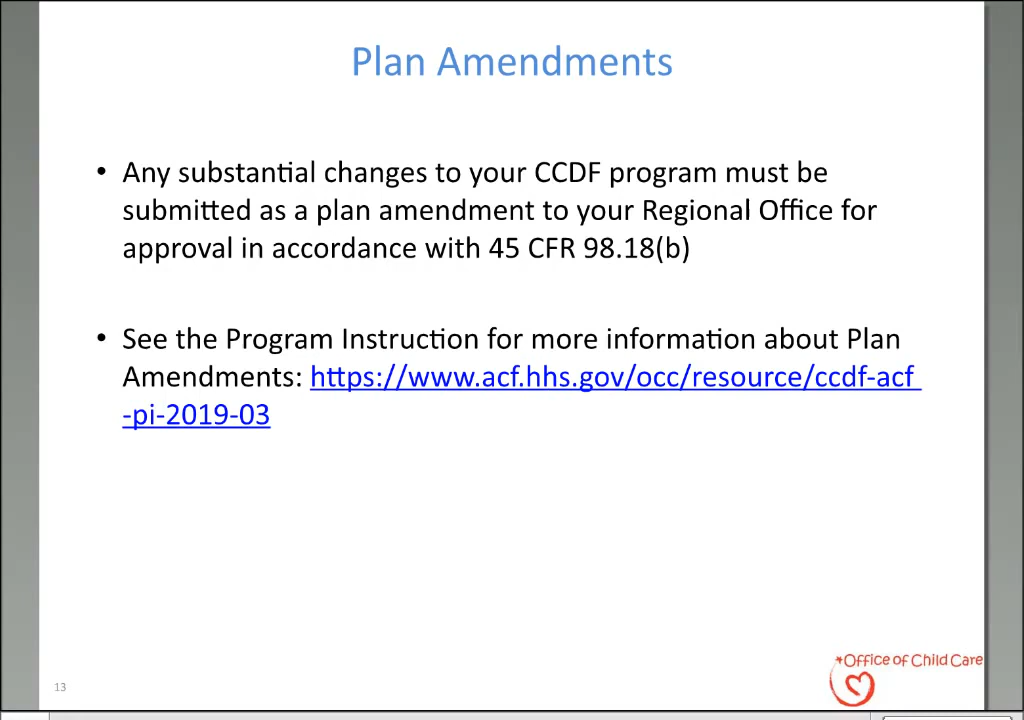 Plan Amendments
• Any substantial changes to your CCDF program must be
submitted as a plan amendment to your Regional Office for
approval in accordance with 45 CFR 98.18(b)
• See the Program Instruction for more information about Plan
Amendments: https://www.acf.hhs.gov/occ/resource/ccdf-acf
-pi-2019-03
Office of Child Care
13